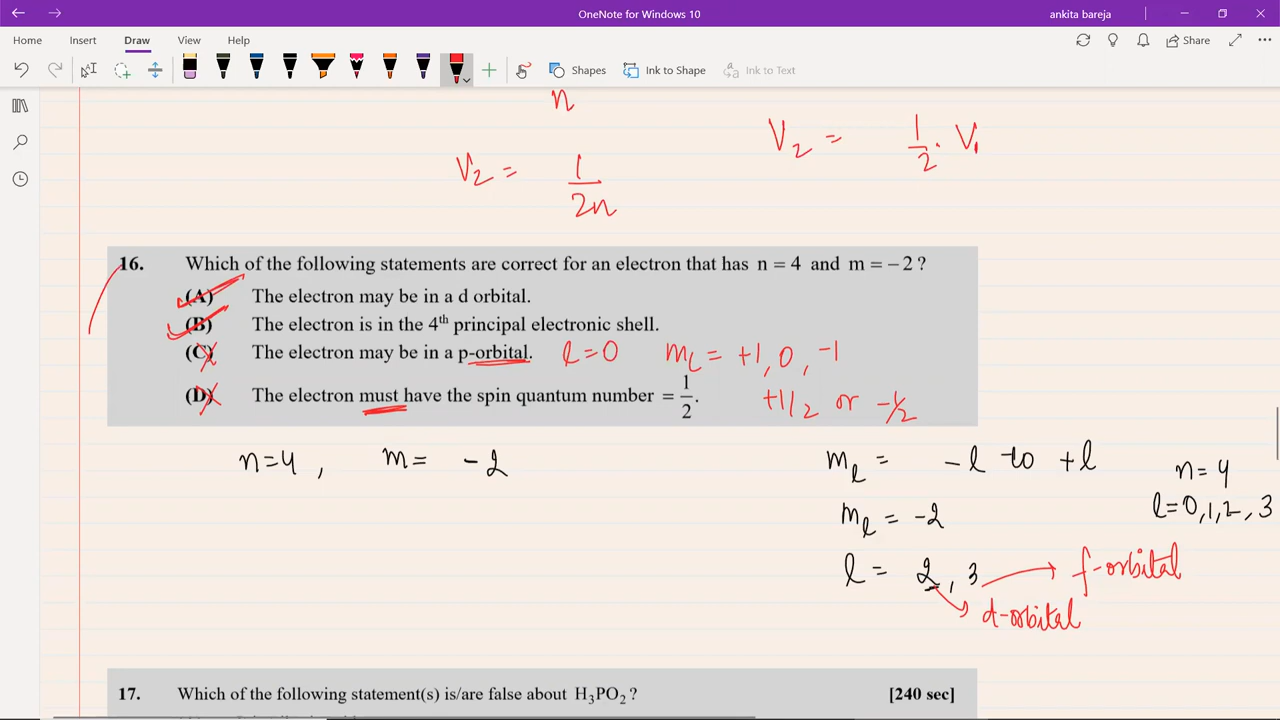 OneNote for Windows 10
ankita bareja
Home Insert Draw View Help
Share
Shapes Ink to Shape Ink to Text
n
V2 = 1/2n
V2 = 1/2 . V1
16. Which of the following statements are correct for an electron that has n = 4 and m = −2 ?
(A) The electron may be in a d orbital.
(B) The electron is in the 4th principal electronic shell.
(C) The electron may be in a p-orbital. l=0 ml = +1, 0, -1
(D) The electron must have the spin quantum number = 1/2. +1/2 or -1/2
n=4, m= -2
ml = -l to +l
n=4
l=0,1,2,3
ml = -2
l = 2, 3
f-orbital
d-orbital
17. Which of the following statement(s) is/are false about H3PO2 ? [240 sec]